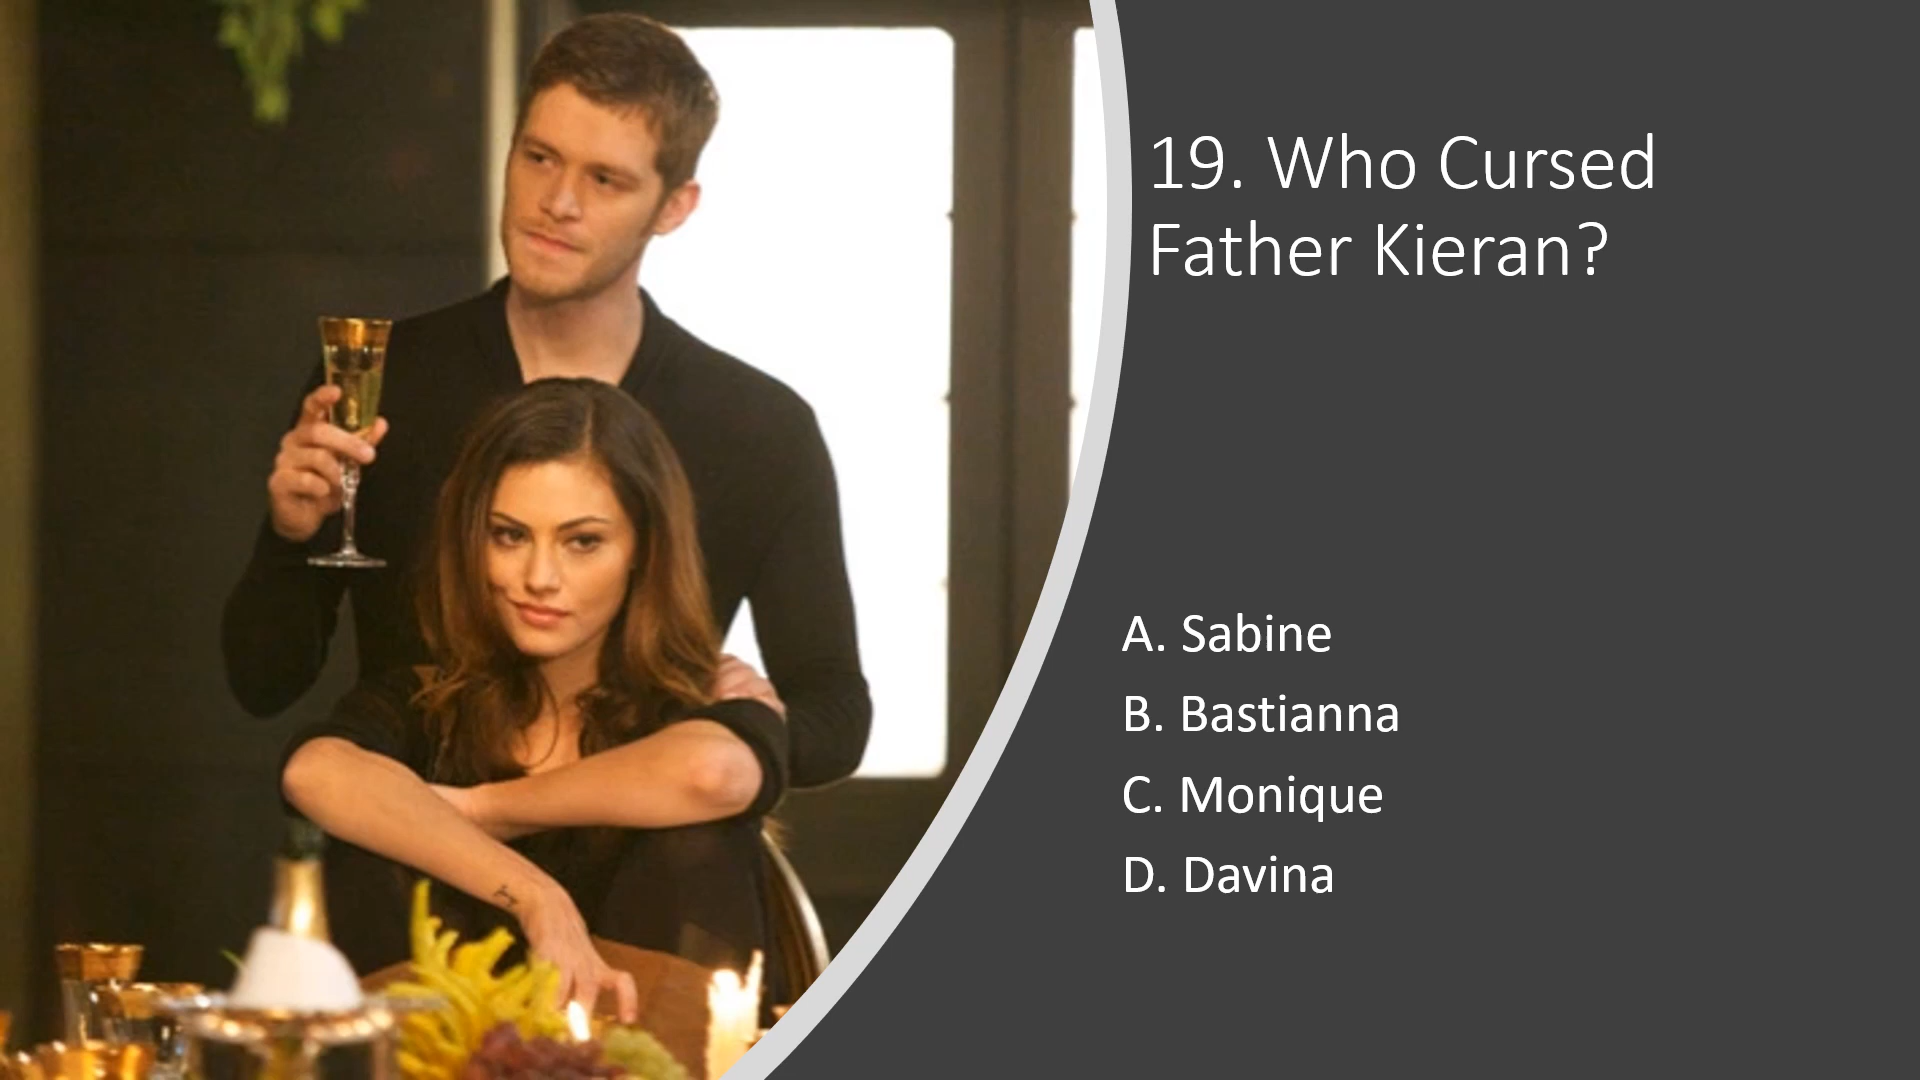 19. Who Cursed
Father Kieran?
A. Sabine
B. Bastianna
C. Monique
D. Davina